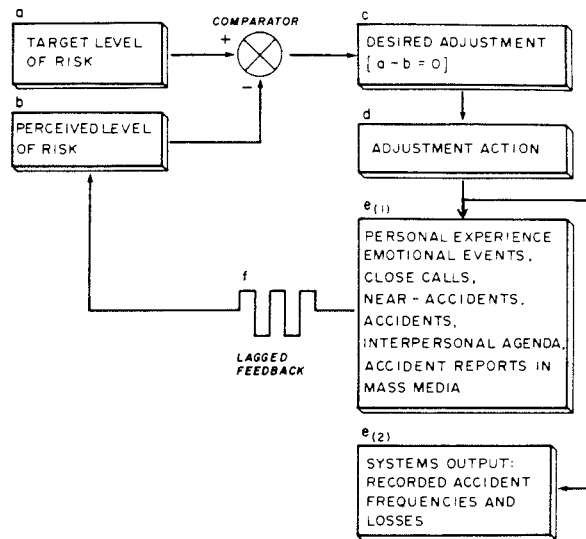 a
TARGET LEVEL
OF RISK
COMPARATOR
+
−
b
PERCEIVED LEVEL
OF RISK
c
DESIRED ADJUSTMENT
[a - b = 0]
d
ADJUSTMENT ACTION
e(1)
PERSONAL EXPERIENCE
EMOTIONAL EVENTS,
CLOSE CALLS,
NEAR - ACCIDENTS,
ACCIDENTS,
INTERPERSONAL AGENDA,
ACCIDENT REPORTS IN
MASS MEDIA
f
LAGGED
FEEDBACK
e(2)
SYSTEMS OUTPUT:
RECORDED ACCIDENT
FREQUENCIES AND
LOSSES